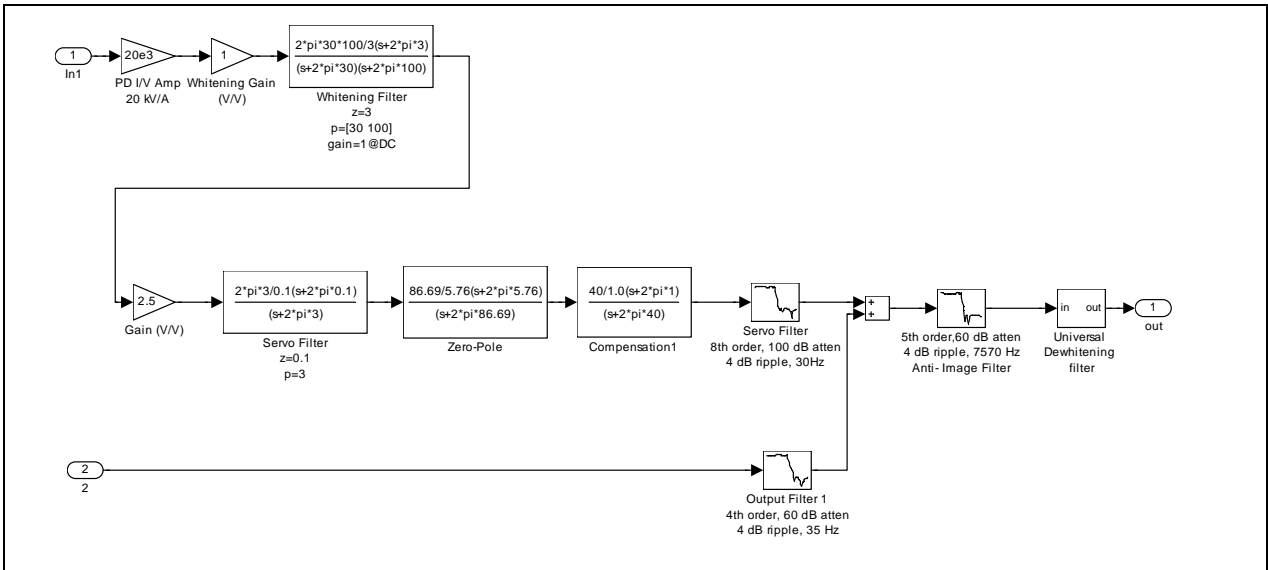 1
In1
20e3
PD I/V Amp
20 kV/A
1
Whitening Gain
(V/V)
2*pi*30*100/3(s+2*pi*3)
(s+2*pi*30)(s+2*pi*100)
Whitening Filter
z=3
p=[30 100]
gain=1@DC
2.5
Gain (V/V)
2*pi*3/0.1(s+2*pi*0.1)
(s+2*pi*3)
Servo Filter
z=0.1
p=3
86.69/5.76(s+2*pi*5.76)
(s+2*pi*86.69)
Zero-Pole
40/1.0(s+2*pi*1)
(s+2*pi*40)
Compensation1
Servo Filter
8th order, 100 dB atten
4 dB ripple, 30Hz
+
+
5th order,60 dB atten
4 dB ripple, 7570 Hz
Anti- Image Filter
in out
Universal
Dewhitening
filter
1
out
2
2
Output Filter 1
4th order, 60 dB atten
4 dB ripple, 35 Hz